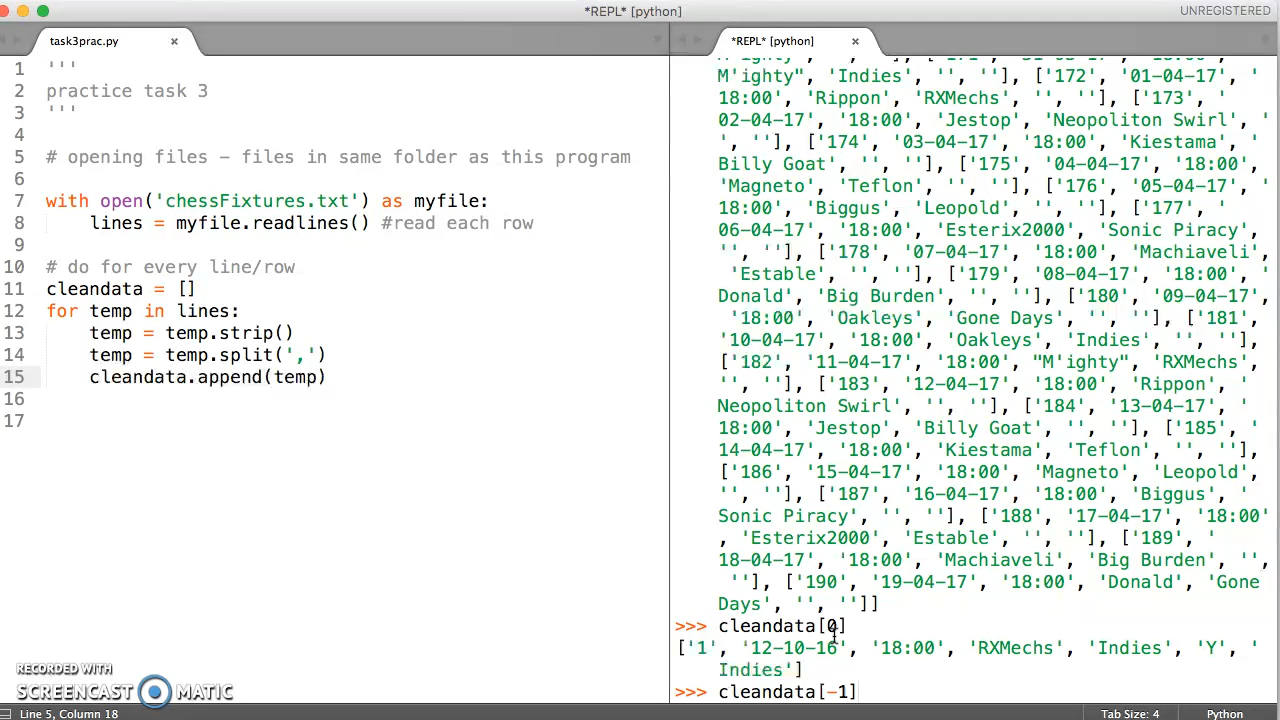 *REPL* [python]
UNREGISTERED
task3prac.py ×
1 '''
2 practice task 3
3 '''
4
5 # opening files - files in same folder as this program
6
7 with open('chessFixtures.txt') as myfile:
8 lines = myfile.readlines() #read each row
9
10 # do for every line/row
11 cleandata = []
12 for temp in lines:
13 temp = temp.strip()
14 temp = temp.split(',')
15 cleandata.append(temp)
16
17
*REPL* [python] ×
M'ighty", 'Indies', '', ''], ['172', '01-04-17', '
18:00', 'Rippon', 'RXMechs', '', ''], ['173', '
02-04-17', '18:00', 'Jestop', 'Neopoliton Swirl', '
', ''], ['174', '03-04-17', '18:00', 'Kiestama', '
Billy Goat', '', ''], ['175', '04-04-17', '18:00',
'Magneto', 'Teflon', '', ''], ['176', '05-04-17', '
18:00', 'Biggus', 'Leopold', '', ''], ['177', '
06-04-17', '18:00', 'Esterix2000', 'Sonic Piracy',
'', ''], ['178', '07-04-17', '18:00', 'Machiaveli',
'Estable', '', ''], ['179', '08-04-17', '18:00', '
Donald', 'Big Burden', '', ''], ['180', '09-04-17',
'18:00', 'Oakleys', 'Gone Days', '', ''], ['181',
'10-04-17', '18:00', 'Oakleys', 'Indies', '', ''],
['182', '11-04-17', '18:00', "M'ighty", 'RXMechs',
'', ''], ['183', '12-04-17', '18:00', 'Rippon', '
Neopoliton Swirl', '', ''], ['184', '13-04-17', '
18:00', 'Jestop', 'Billy Goat', '', ''], ['185', '
14-04-17', '18:00', 'Kiestama', 'Teflon', '', ''],
['186', '15-04-17', '18:00', 'Magneto', 'Leopold',
'', ''], ['187', '16-04-17', '18:00', 'Biggus', '
Sonic Piracy', '', ''], ['188', '17-04-17', '18:00'
, 'Esterix2000', 'Estable', '', ''], ['189', '
18-04-17', '18:00', 'Machiaveli', 'Big Burden', '',
''], ['190', '19-04-17', '18:00', 'Donald', 'Gone
Days', '', '']]
>>> cleandata[0]
['1', '12-10-16', '18:00', 'RXMechs', 'Indies', 'Y', '
Indies']
>>> cleandata[-1]
RECORDED WITH
SCREENCAST MATIC
Line 5, Column 18
Tab Size: 4
Python